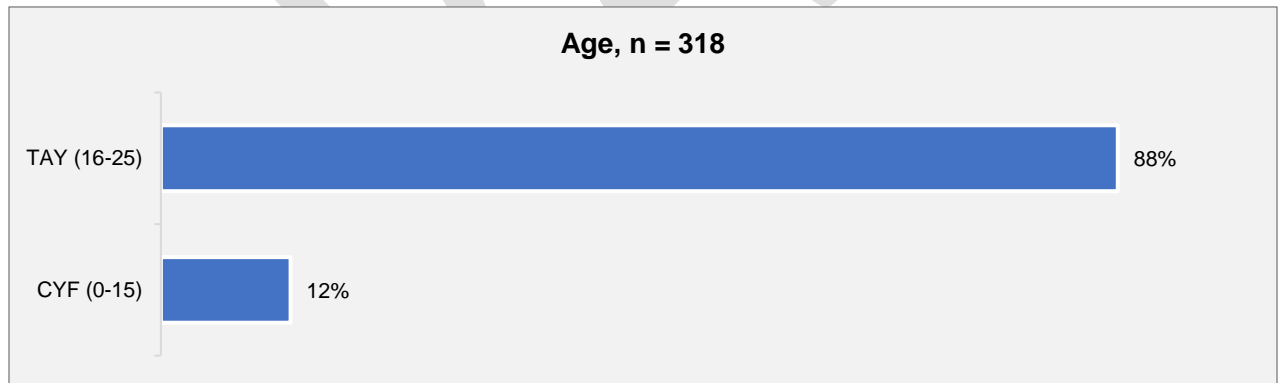 Age, n = 318
TAY (16-25)
88%
CYF (0-15)
12%